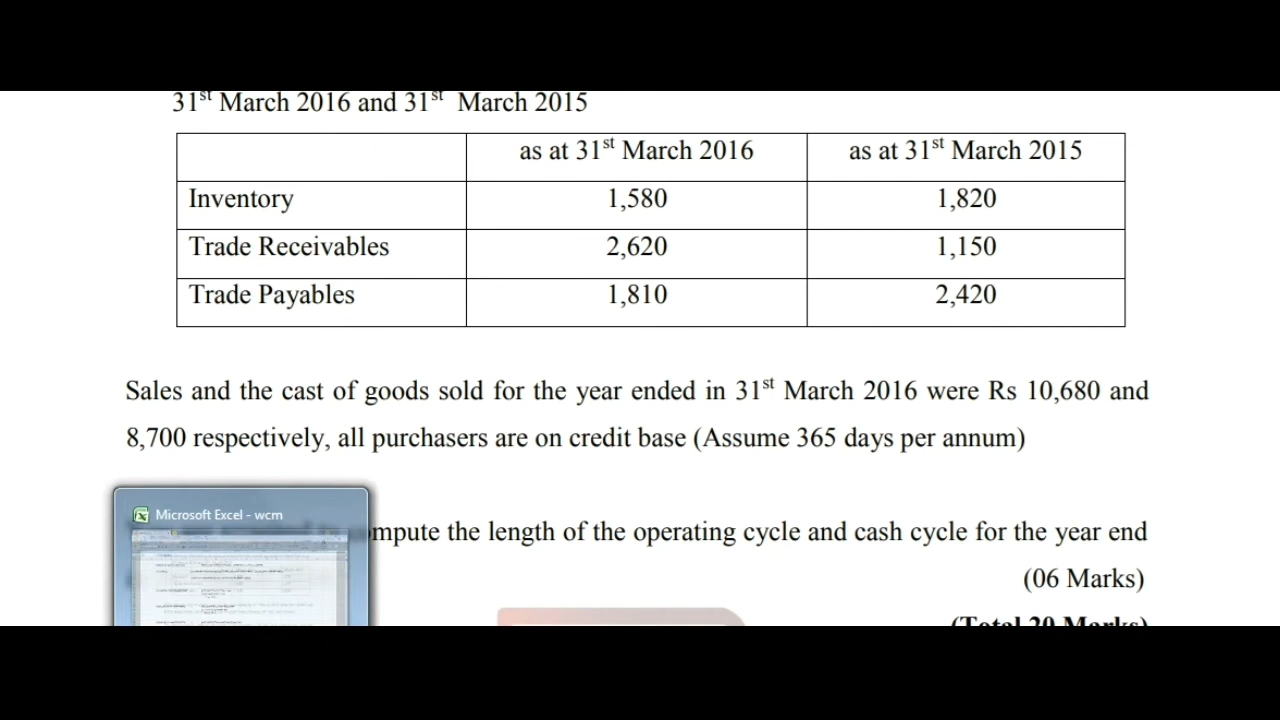 31st March 2016 and 31st March 2015
as at 31st March 2016 as at 31st March 2015
Inventory 1,580 1,820
Trade Receivables 2,620 1,150
Trade Payables 1,810 2,420
Sales and the cast of goods sold for the year ended in 31st March 2016 were Rs 10,680 and
8,700 respectively, all purchasers are on credit base (Assume 365 days per annum)
Microsoft Excel - wcm
mpute the length of the operating cycle and cash cycle for the year end
(06 Marks)
(Total 20 Marks)